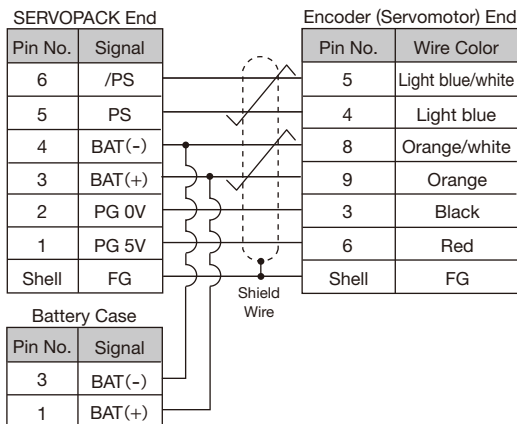 SERVOPACK End
Pin No. Signal
6 /PS
5 PS
4 BAT(-)
3 BAT(+)
2 PG 0V
1 PG 5V
Shell FG
Encoder (Servomotor) End
Pin No. Wire Color
5 Light blue/white
4 Light blue
8 Orange/white
9 Orange
3 Black
6 Red
Shell FG
Shield
Wire
Battery Case
Pin No. Signal
3 BAT(-)
1 BAT(+)